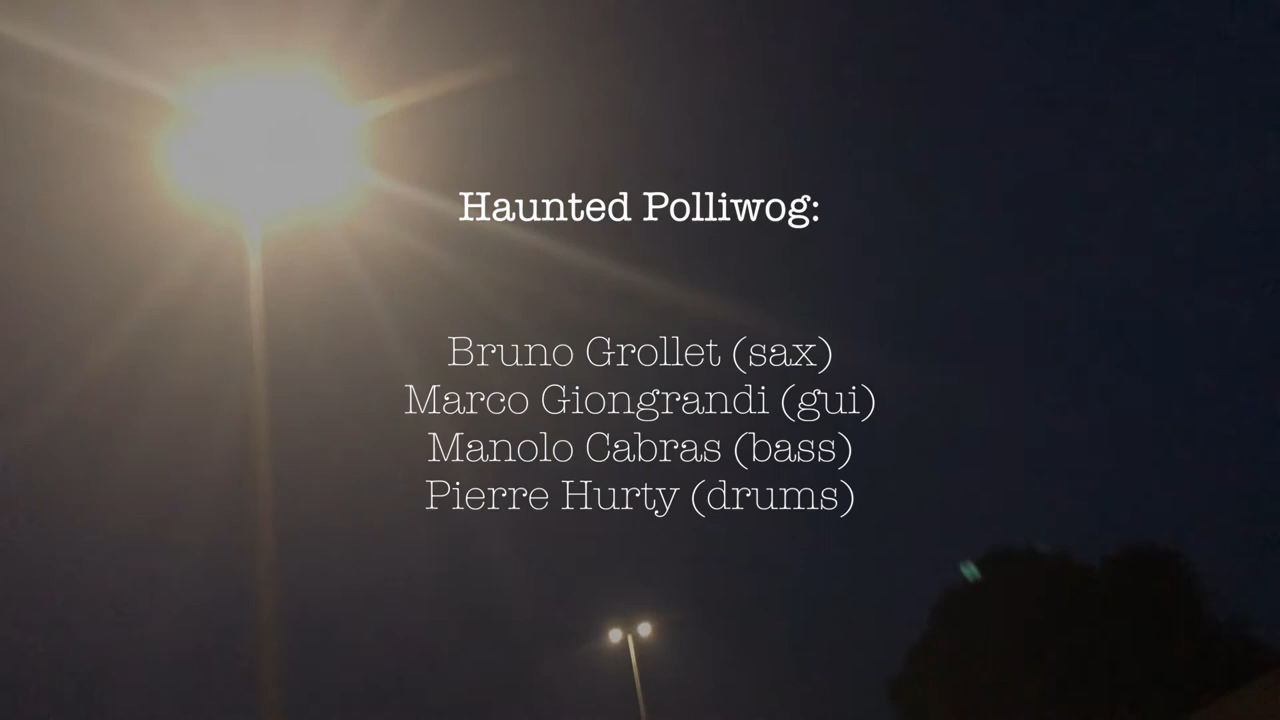 Haunted Polliwog:
Bruno Grollet (sax)
Marco Giongrandi (gui)
Manolo Cabras (bass)
Pierre Hurty (drums)